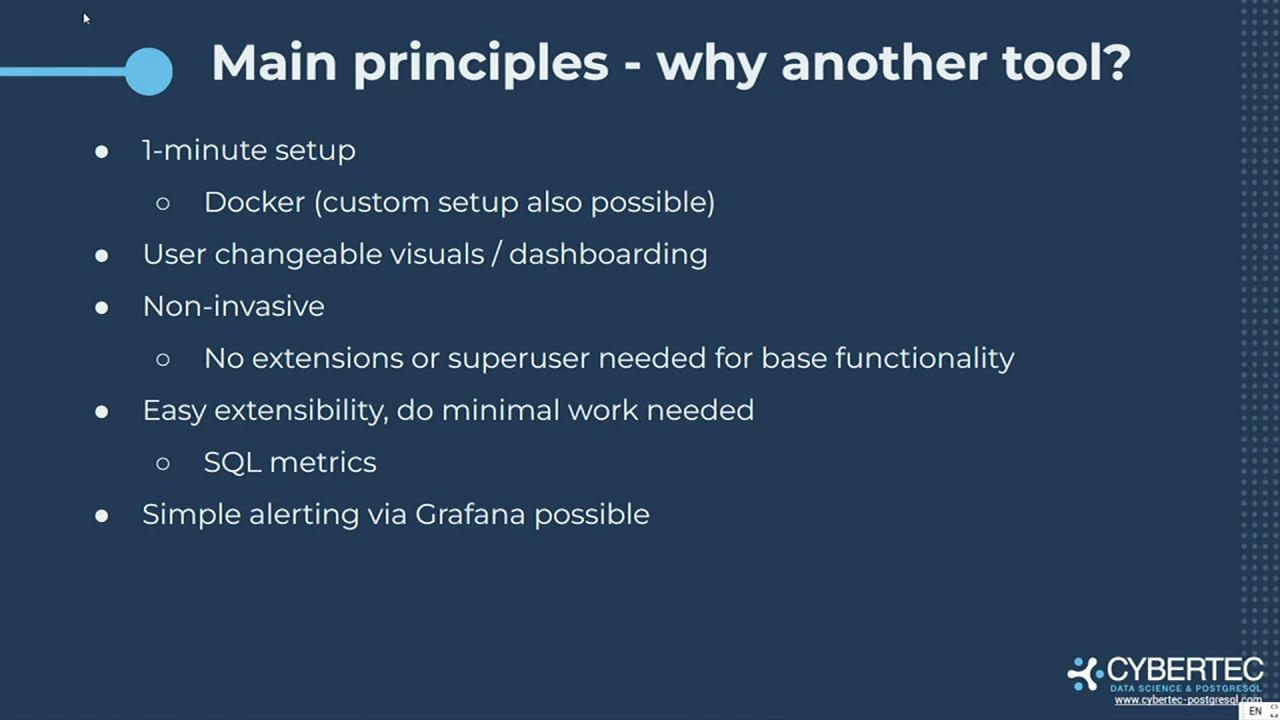 Main principles - why another tool?
● 1-minute setup
○ Docker (custom setup also possible)
● User changeable visuals / dashboarding
● Non-invasive
○ No extensions or superuser needed for base functionality
● Easy extensibility, do minimal work needed
○ SQL metrics
● Simple alerting via Grafana possible
CYBERTEC
DATA SCIENCE & POSTGRESQL
www.cybertec-postgresql.com
EN